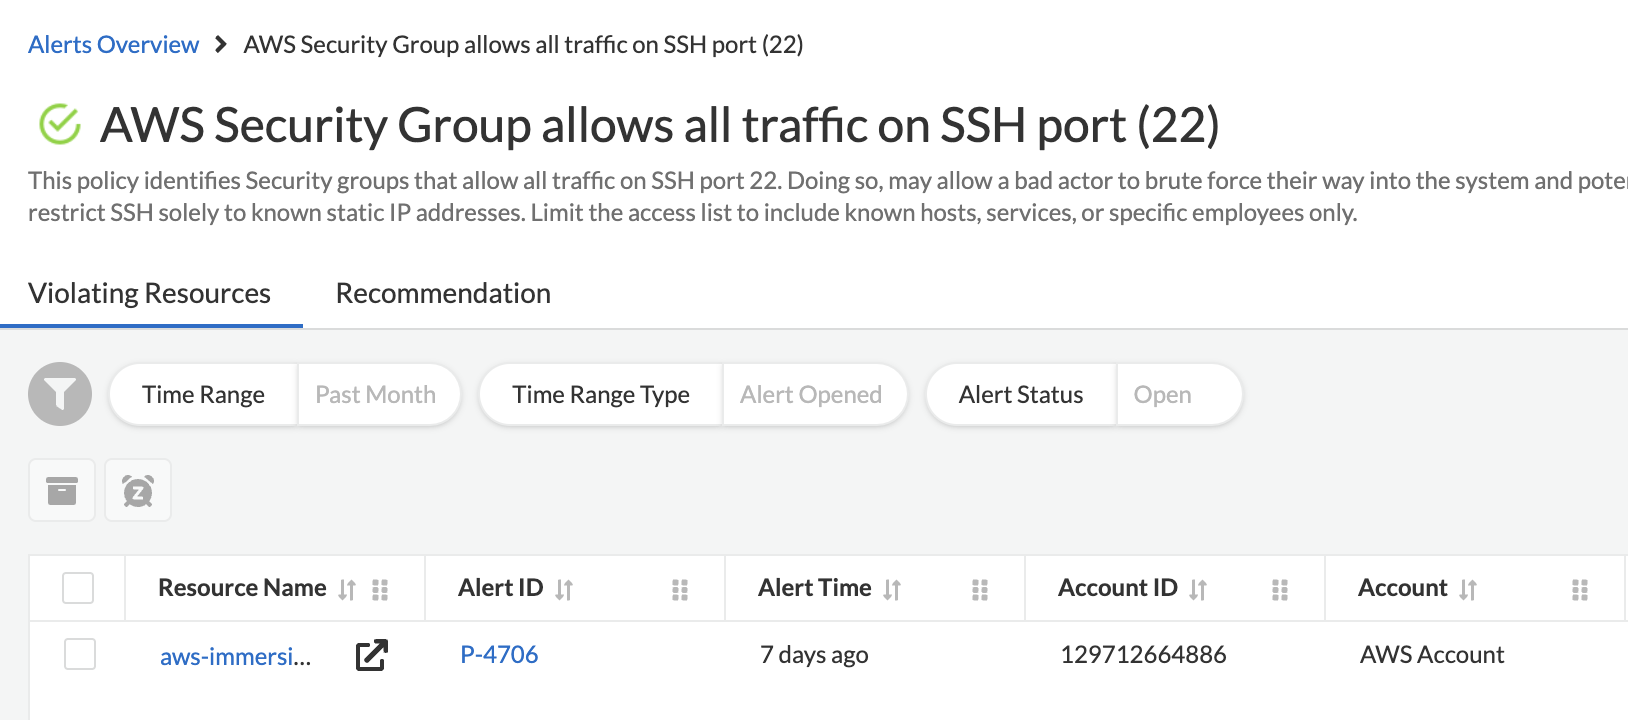 Alerts Overview > AWS Security Group allows all traffic on SSH port (22)
AWS Security Group allows all traffic on SSH port (22)
This policy identifies Security groups that allow all traffic on SSH port 22. Doing so, may allow a bad actor to brute force their way into the system and
restrict SSH solely to known static IP addresses. Limit the access list to include known hosts, services, or specific employees only.
Violating Resources Recommendation
Time Range Past Month Time Range Type Alert Opened Alert Status Open
Resource Name Alert ID Alert Time Account ID Account
aws-immersi... P-4706 7 days ago 129712664886 AWS Account